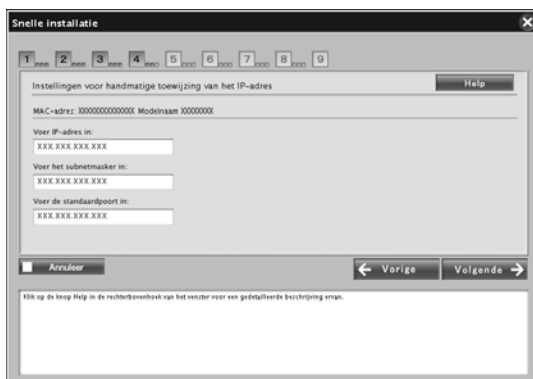 Snelle installatie
1 2 3 4 5 6 7 8 9
Instellingen voor handmatige toewijzing van het IP-adres
Help
MAC-adres: XXXXXXXXXXXXXX Modelnaam XXXXXXXX
Voer IP-adres in:
XXX.XXX.XXX.XXX
Voer het subnetmasker in:
XXX.XXX.XXX.XXX
Voer de standaardpoort in:
XXX.XXX.XXX.XXX
Annuleer
Vorige
Volgende
Klik op de knop Help in de rechterbovenhoek van het venster voor een gedetailleerde beschrijving ervan.